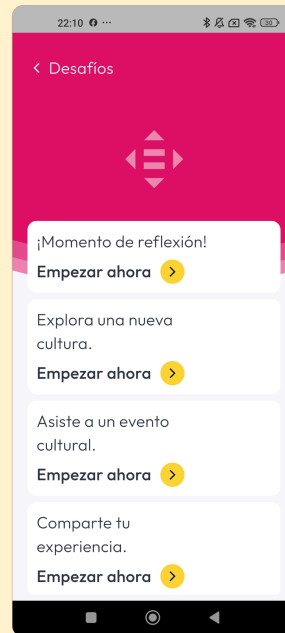 22:10
30
Desafíos
¡Momento de reflexión!
Empezar ahora
Explora una nueva
cultura.
Empezar ahora
Asiste a un evento
cultural.
Empezar ahora
Comparte tu
experiencia.
Empezar ahora